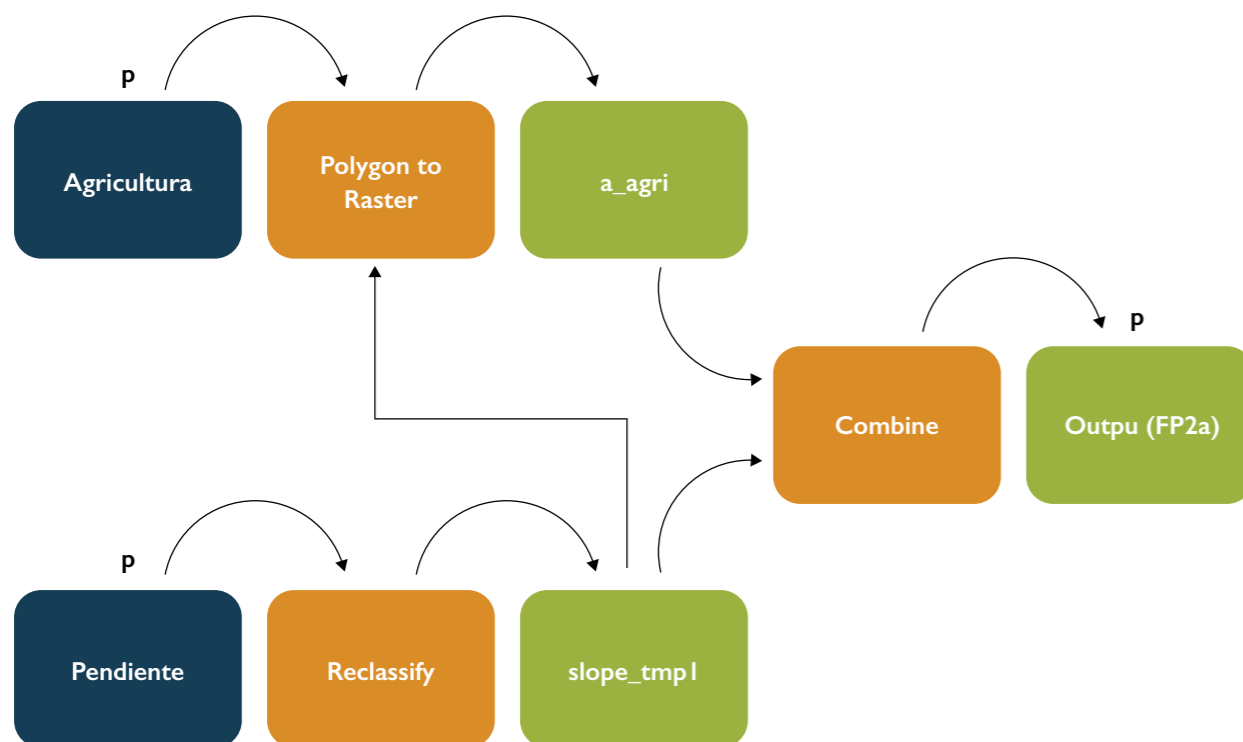 p
Agricultura
Polygon to
Raster
a_agri
p
Combine
Outpu (FP2a)
p
Pendiente
Reclassify
slope_tmp1